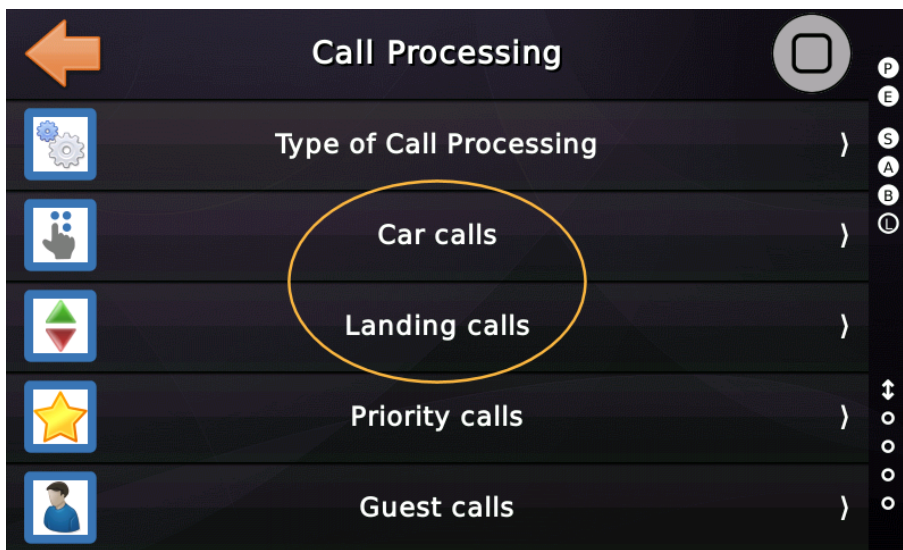 Call Processing
P
E
Type of Call Processing
S
A
B
Car calls
L
Landing calls
Priority calls
Guest calls